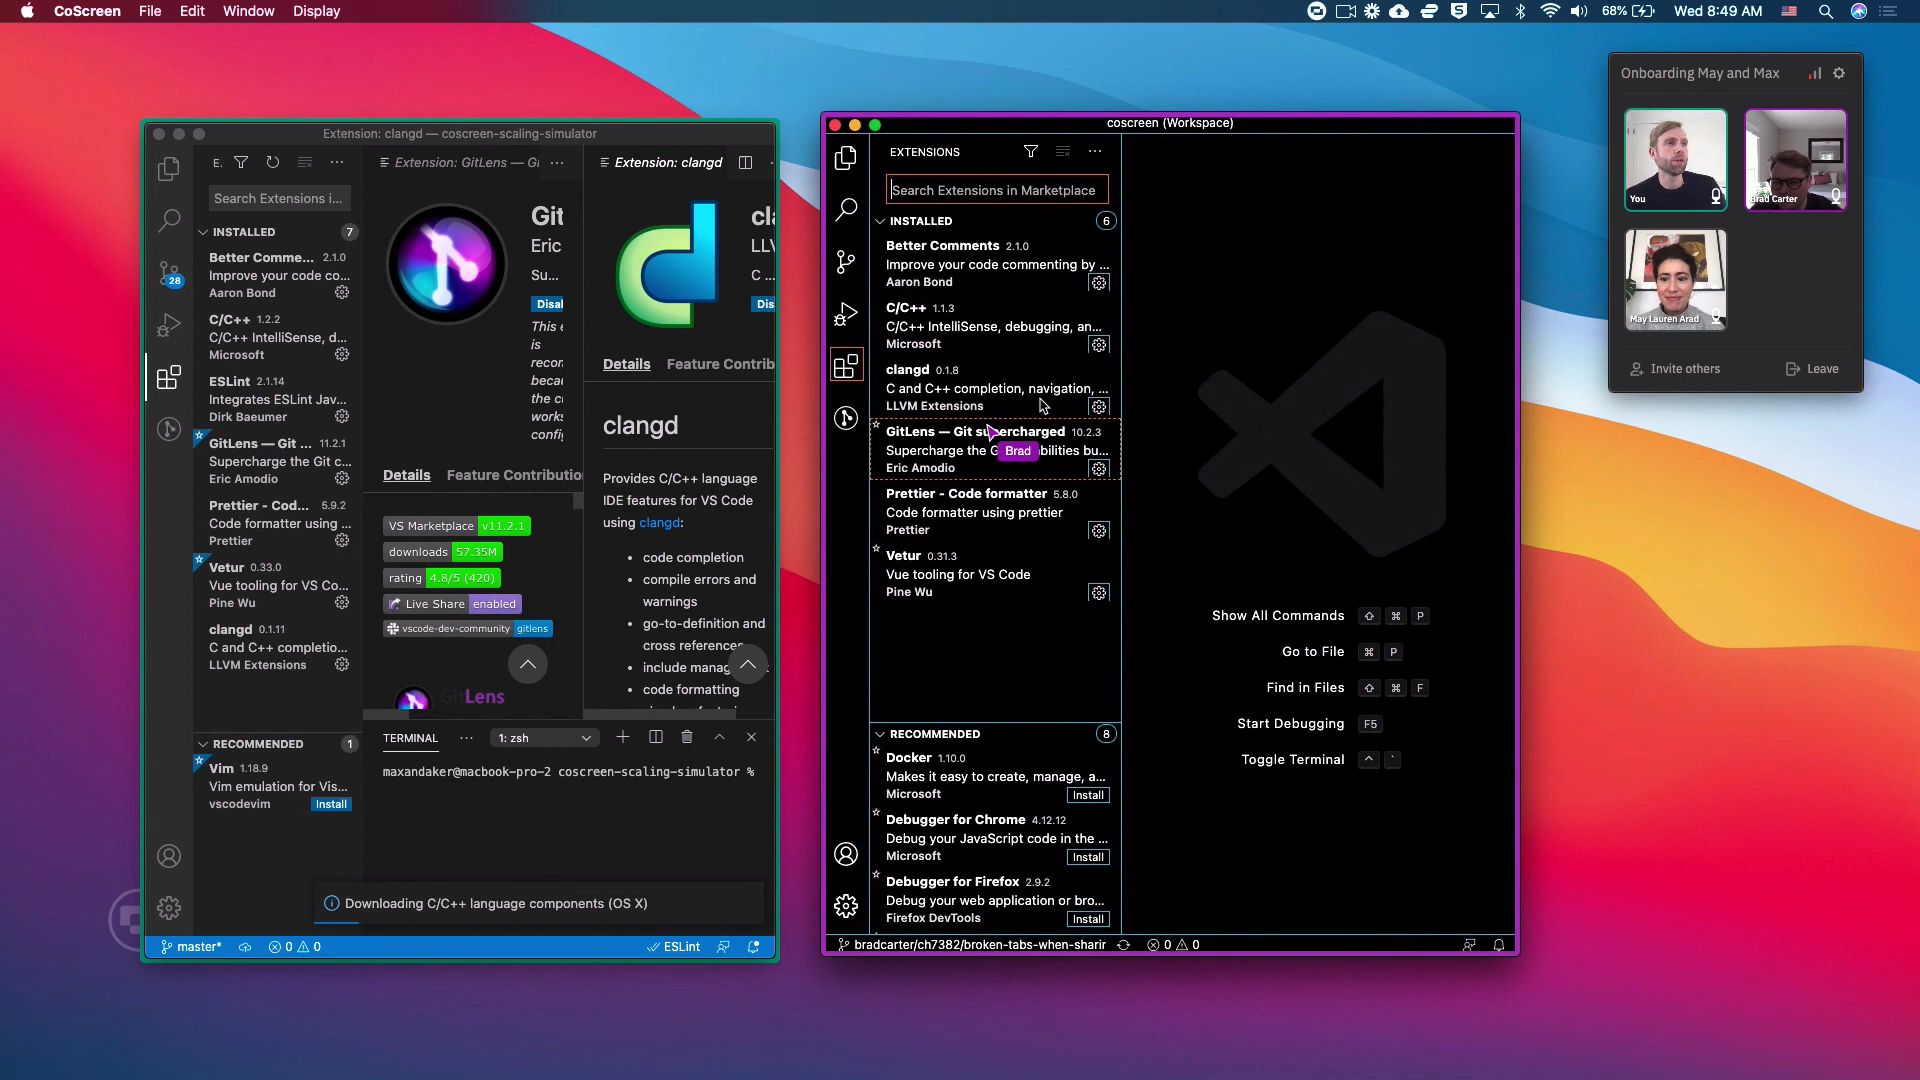 CoScreen File Edit Window Display
68% Wed 8:49 AM
Onboarding May and Max
You
Brad Carter
May Lauren Arad
Invite others
Leave
Extension: clangd — coscreen-scaling-simulator
E.
Search Extensions i...
INSTALLED 7
Better Comme... 2.1.0
Improve your code co...
Aaron Bond
28
C/C++ 1.2.2
C/C++ IntelliSense, d...
Microsoft
ESLint 2.1.14
Integrates ESLint Jav...
Dirk Baeumer
GitLens — Git ... 11.2.1
Supercharge the Git c...
Eric Amodio
Prettier - Cod... 5.9.2
Code formatter using ...
Prettier
Vetur 0.33.0
Vue tooling for VS Co...
Pine Wu
clangd 0.1.11
C and C++ completio...
LLVM Extensions
RECOMMENDED 1
Vim 1.18.9
Vim emulation for Vis...
vscodevim Install
Extension: GitLens — Gi ...
Git
Eric
Su...
Disal
This e
is
recon
becau
the cu
works
config
Details Feature Contributio
VS Marketplace v11.2.1
downloads 57.35M
rating 4.8/5 (420)
Live Share enabled
vscode-dev-community gitlens
GitLens
Extension: clangd
cl
LL
C ...
Dis
Details Feature Contrib
clangd
Provides C/C++ language
IDE features for VS Code
using clangd:
• code completion
• compile errors and
warnings
• go-to-definition and
cross references
• include manag
• code formatting
TERMINAL ... 1: zsh
maxandaker@macbook-pro-2 coscreen-scaling-simulator %
Downloading C/C++ language components (OS X)
master* 0 0 ESLint
coscreen (Workspace)
EXTENSIONS
Search Extensions in Marketplace
INSTALLED 6
Better Comments 2.1.0
Improve your code commenting by ...
Aaron Bond
C/C++ 1.1.3
C/C++ IntelliSense, debugging, an...
Microsoft
clangd 0.1.8
C and C++ completion, navigation, ...
LLVM Extensions
GitLens — Git supercharged 10.2.3
Supercharge the G bilities bu...
Brad
Eric Amodio
Prettier - Code formatter 5.8.0
Code formatter using prettier
Prettier
Vetur 0.31.3
Vue tooling for VS Code
Pine Wu
RECOMMENDED 8
Docker 1.10.0
Makes it easy to create, manage, a...
Microsoft Install
Debugger for Chrome 4.12.12
Debug your JavaScript code in the ...
Microsoft Install
Debugger for Firefox 2.9.2
Debug your web application or bro...
Firefox DevTools Install
bradcarter/ch7382/broken-tabs-when-sharir 0 0
Show All Commands ⇧ ⌘ P
Go to File ⌘ P
Find in Files ⇧ ⌘ F
Start Debugging F5
Toggle Terminal ^ `